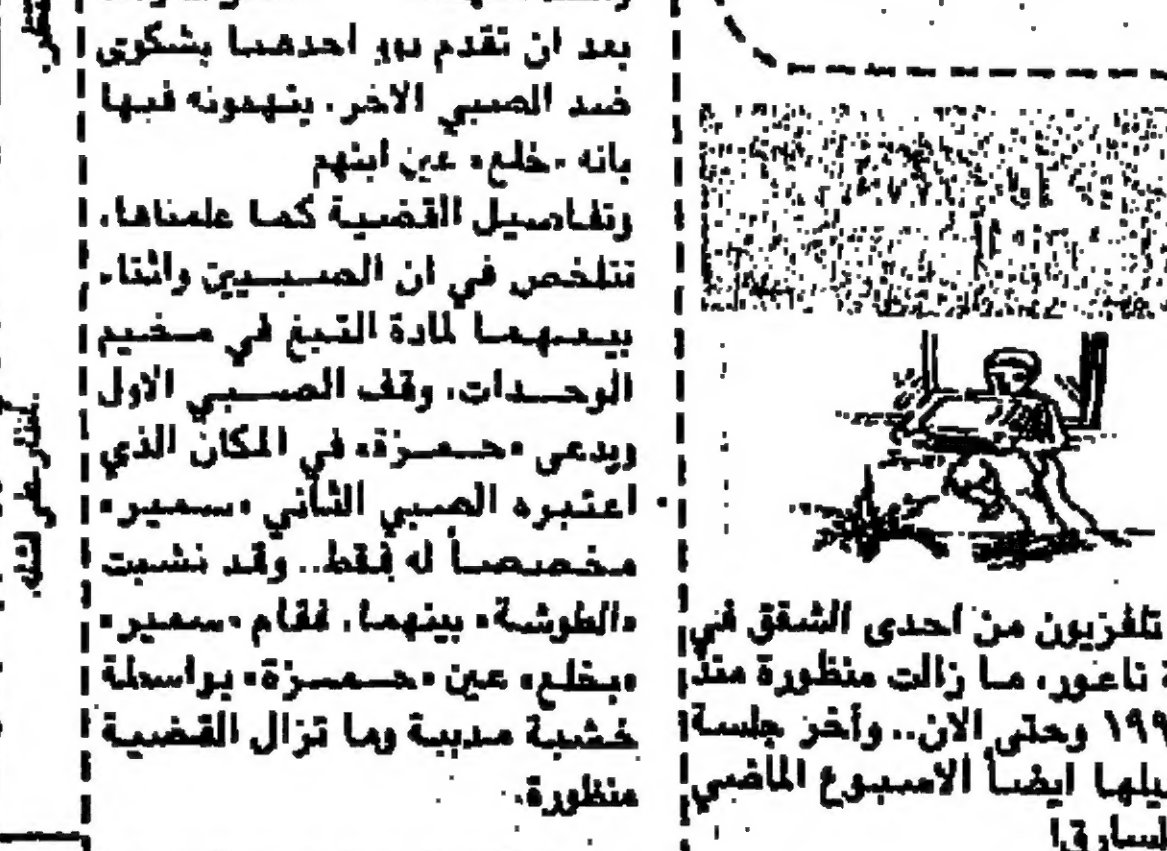 تلفزيون من احدى الشقق في
ناعور، ما زالت منظورة منذ
وحتى الان.. وأخر جلسة
ايضاً الاسبوع الماضي
بعد ان تقدم ذوو احدهما بشكوى
ضد الصبي الاخر، يتهمونه فيها
بانه «خلع» عين ابنهم
وتفاصيل القضية كما علمناها،
تتلخص في ان الصبيين واثناء
بيعهما لمادة التبغ في مخيم
الوحدات، وقف الصبي الاول
ويدعى «حمزة» في المكان الذي
اعتبره الصبي الثاني «سمير»
مخصصاً له فقط.. وقد نشبت
«الطوشة» بينهما، فقام «سمير»
«بخلع» عين «حمزة» بواسطة
خشبة مدببة وما تزال القضية
منظورة.